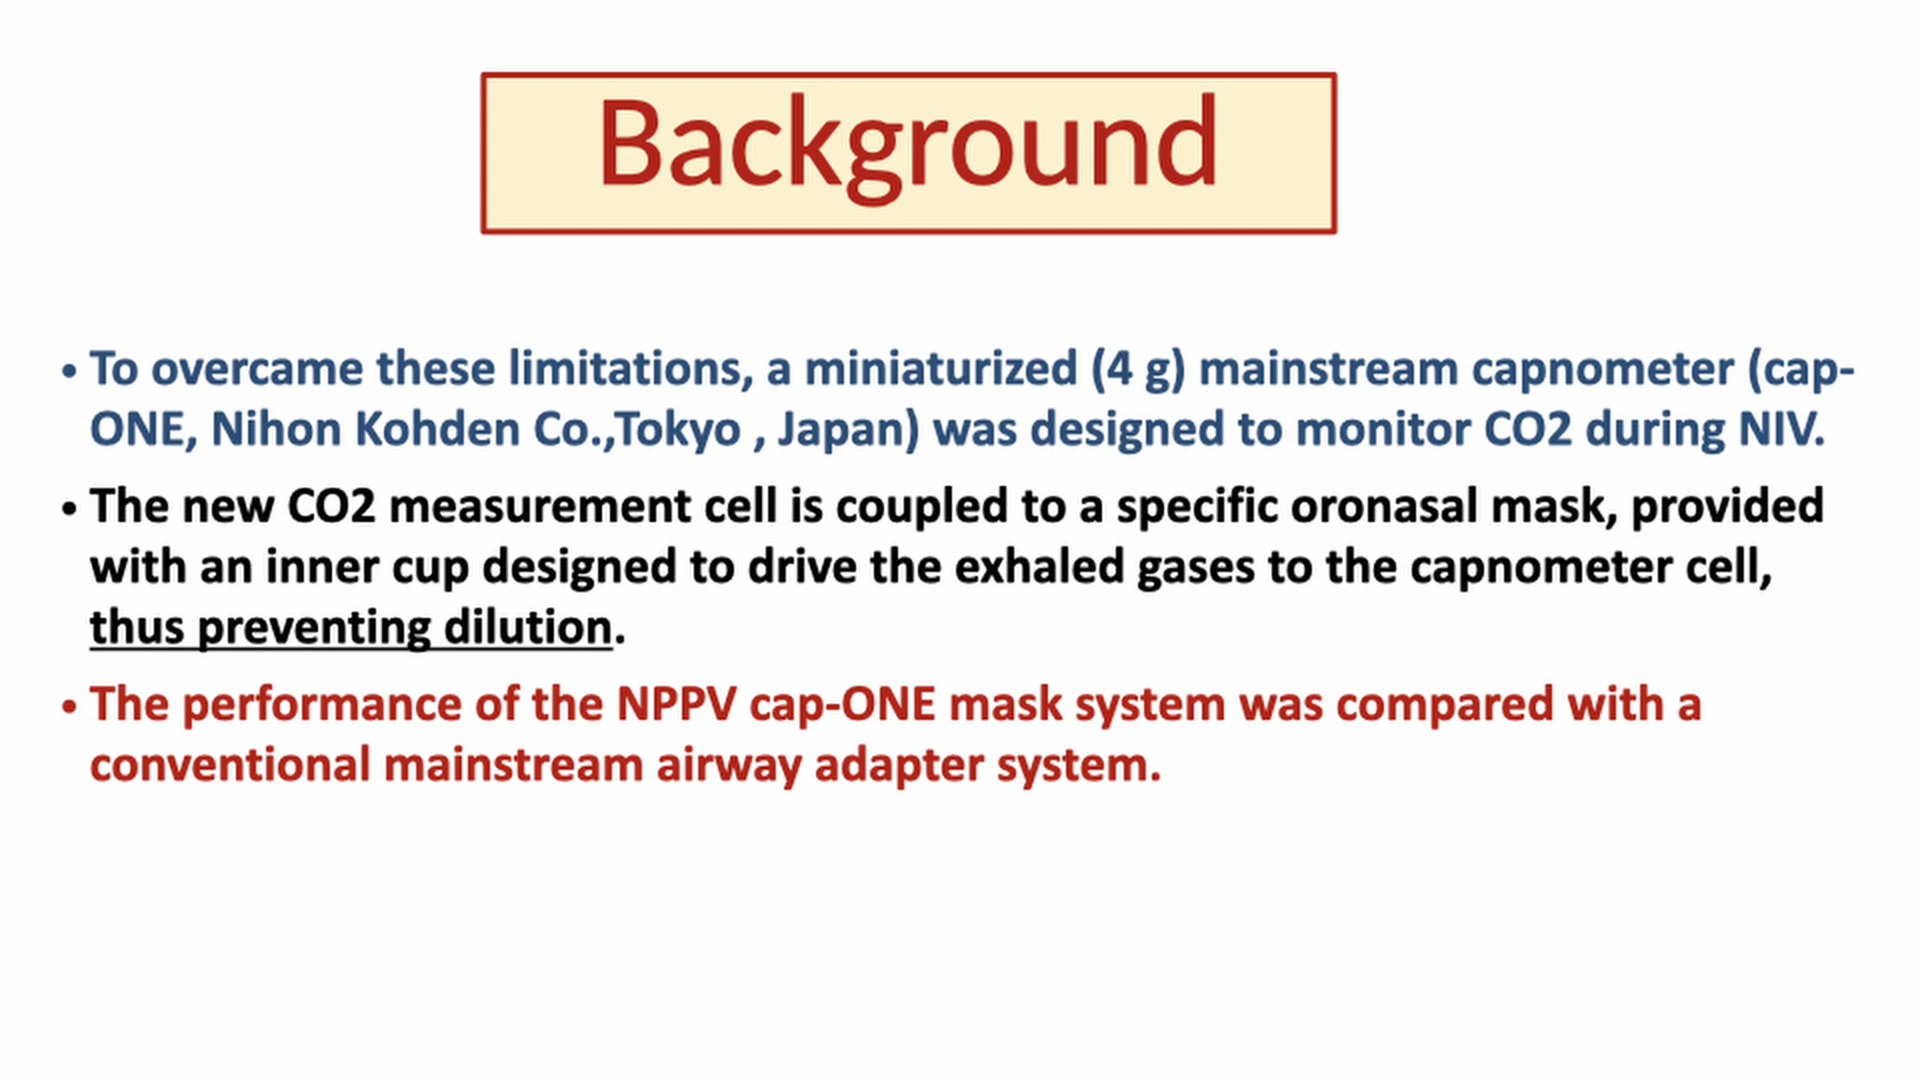 Background
• To overcame these limitations, a miniaturized (4 g) mainstream capnometer (cap-
ONE, Nihon Kohden Co.,Tokyo , Japan) was designed to monitor CO2 during NIV.
• The new CO2 measurement cell is coupled to a specific oronasal mask, provided
with an inner cup designed to drive the exhaled gases to the capnometer cell,
thus preventing dilution.
• The performance of the NPPV cap-ONE mask system was compared with a
conventional mainstream airway adapter system.